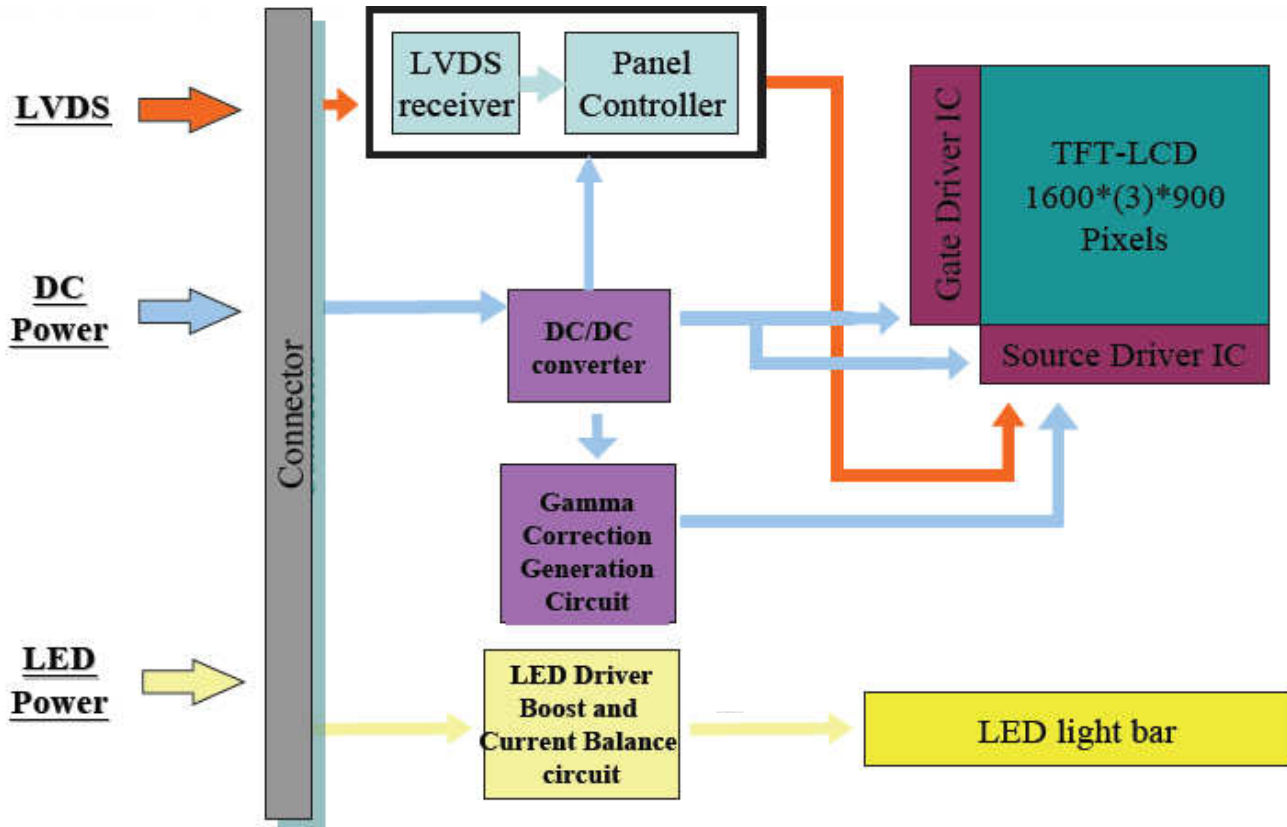 LVDS
DC
Power
LED
Power
Connector
LVDS
receiver
Panel
Controller
DC/DC
converter
Gamma
Correction
Generation
Circuit
LED Driver
Boost and
Current Balance
circuit
Gate Driver IC
TFT-LCD
1600*(3)*900
Pixels
Source Driver IC
LED light bar